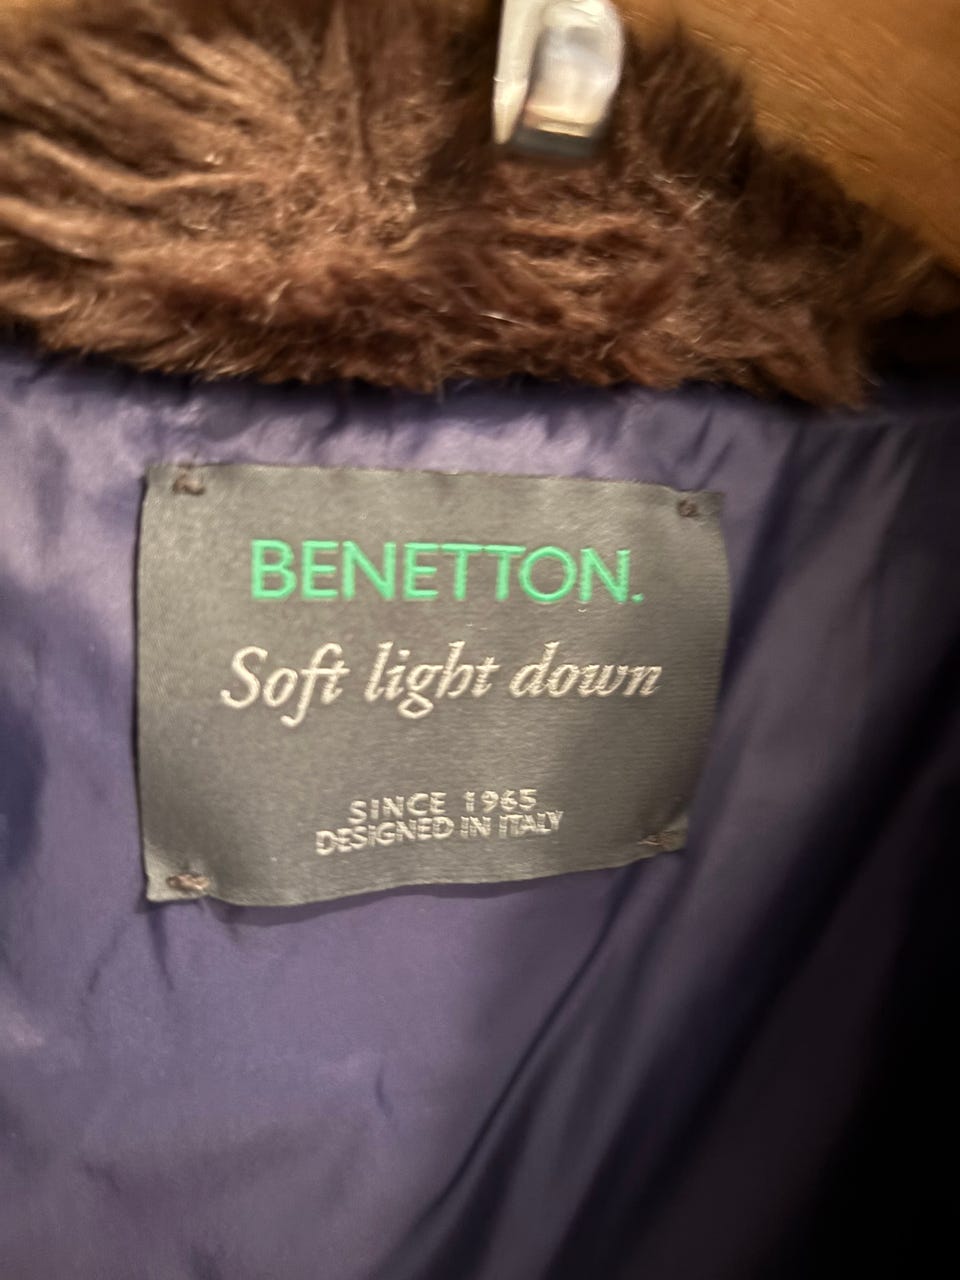 BENETTON.
Soft light down
SINCE 1965
DESIGNED IN ITALY